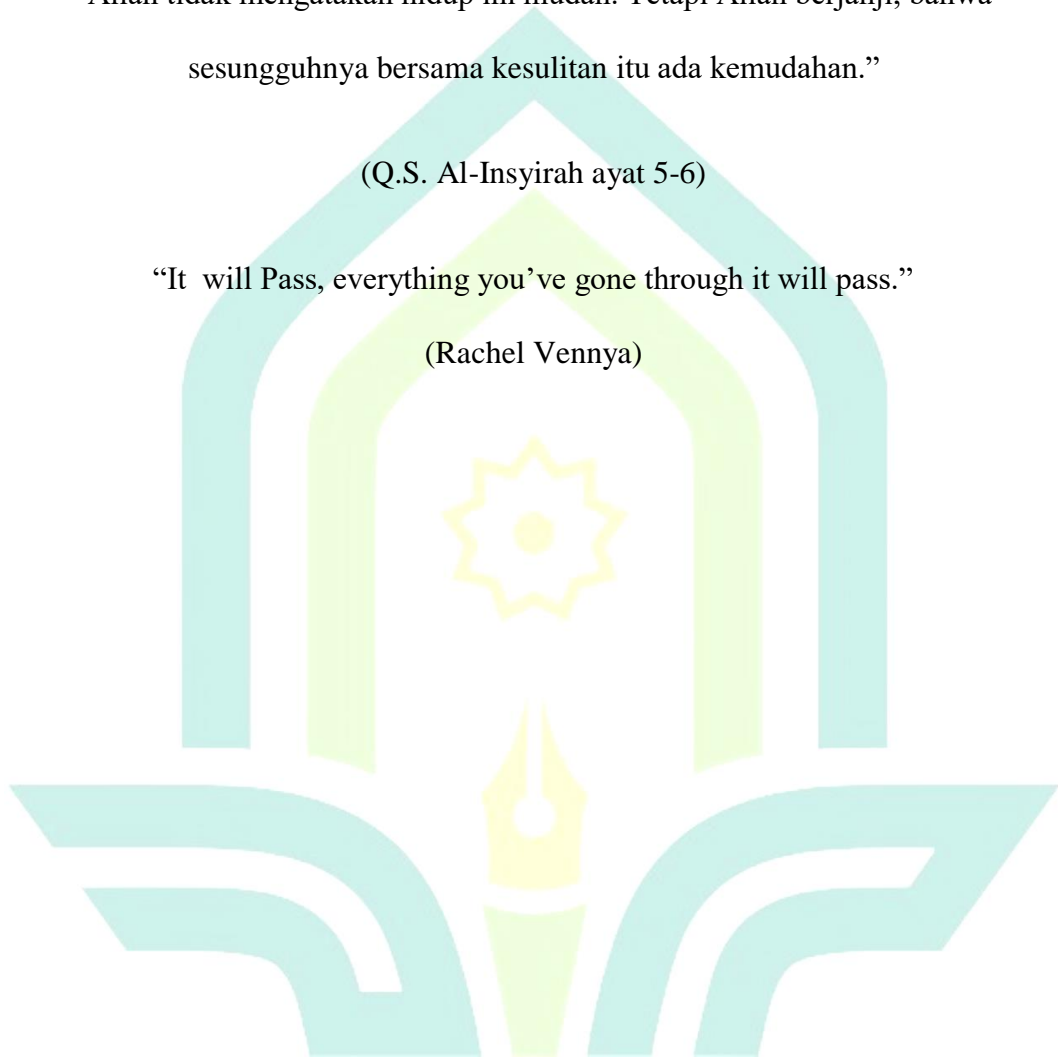 Allah tidak mengatakan hidup ini mudah. Tetapi Allah berjanji, bahwa
sesungguhnya bersama kesulitan itu ada kemudahan.”
(Q.S. Al-Insyirah ayat 5-6)
“It will Pass, everything you’ve gone through it will pass.”
(Rachel Vennya)